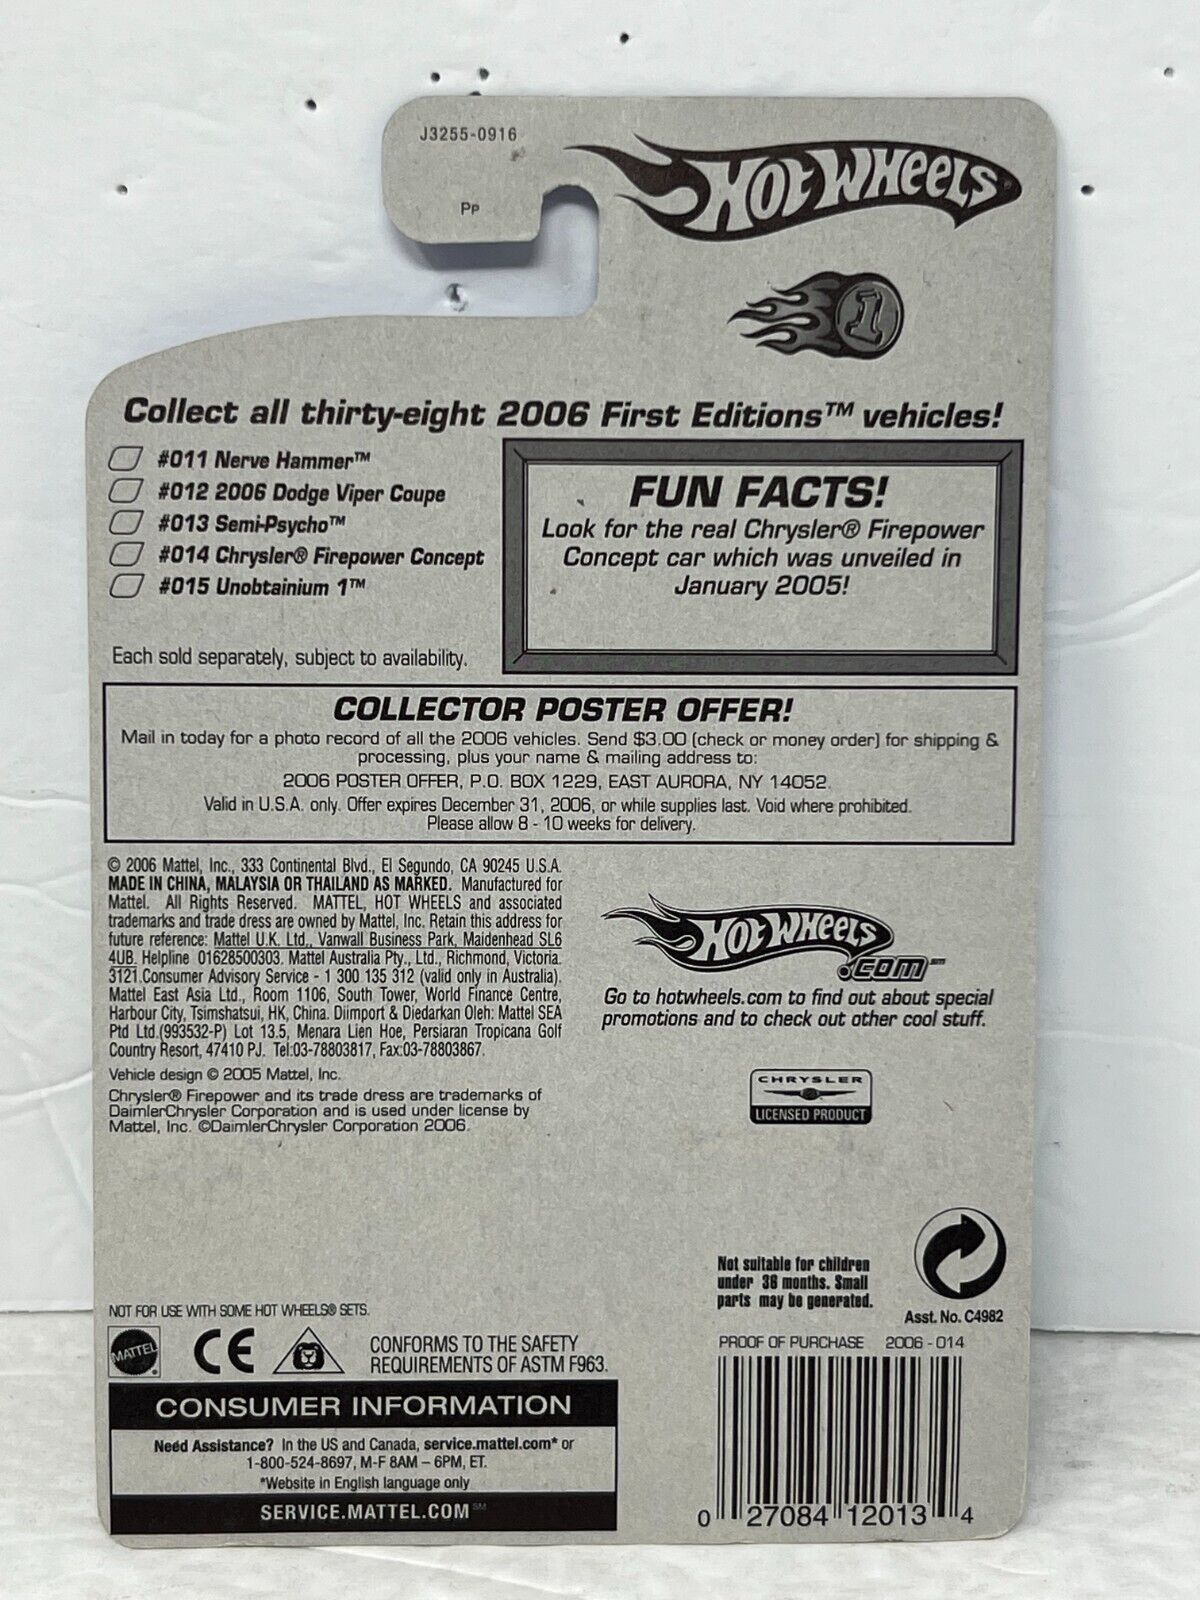 J3255-0916
Pp
HOT WHEELS
1
Collect all thirty-eight 2006 First Editions™ vehicles!
#011 Nerve Hammer™
#012 2006 Dodge Viper Coupe
#013 Semi-Psycho™
#014 Chrysler® Firepower Concept
#015 Unobtainium 1™
Each sold separately, subject to availability.
FUN FACTS!
Look for the real Chrysler® Firepower
Concept car which was unveiled in
January 2005!
COLLECTOR POSTER OFFER!
Mail in today for a photo record of all the 2006 vehicles. Send $3.00 (check or money order) for shipping &
processing, plus your name & mailing address to:
2006 POSTER OFFER, P.O. BOX 1229, EAST AURORA, NY 14052.
Valid in U.S.A. only. Offer expires December 31, 2006, or while supplies last. Void where prohibited.
Please allow 8 - 10 weeks for delivery.
© 2006 Mattel, Inc., 333 Continental Blvd., El Segundo, CA 90245 U.S.A.
MADE IN CHINA, MALAYSIA OR THAILAND AS MARKED. Manufactured for
Mattel. All Rights Reserved. MATTEL, HOT WHEELS and associated
trademarks and trade dress are owned by Mattel, Inc. Retain this address for
future reference: Mattel U.K. Ltd., Vanwall Business Park, Maidenhead SL6
4UB. Helpline 01628500303. Mattel Australia Pty., Ltd., Richmond, Victoria.
3121.Consumer Advisory Service - 1 300 135 312 (valid only in Australia).
Mattel East Asia Ltd., Room 1106, South Tower, World Finance Centre,
Harbour City, Tsimshatsui, HK, China. Diimport & Diedarkan Oleh: Mattel SEA
Ptd Ltd.(993532-P) Lot 13.5, Menara Lien Hoe, Persiaran Tropicana Golf
Country Resort, 47410 PJ. Tel:03-78803817, Fax:03-78803867.
Vehicle design © 2005 Mattel, Inc.
Chrysler® Firepower and its trade dress are trademarks of
DaimlerChrysler Corporation and is used under license by
Mattel, Inc. ©DaimlerChrysler Corporation 2006.
HOT WHEELS
.COM™
Go to hotwheels.com to find out about special
promotions and to check out other cool stuff.
CHRYSLER
LICENSED PRODUCT
Not suitable for children
under 36 months. Small
parts may be generated.
Asst. No. C4982
NOT FOR USE WITH SOME HOT WHEELS® SETS.
MATTEL
CE
CONFORMS TO THE SAFETY
REQUIREMENTS OF ASTM F963.
CONSUMER INFORMATION
Need Assistance? In the US and Canada, service.mattel.com* or
1-800-524-8697, M-F 8AM – 6PM, ET.
*Website in English language only
SERVICE.MATTEL.COM℠
PROOF OF PURCHASE 2006 - 014
0 27084 12013 4